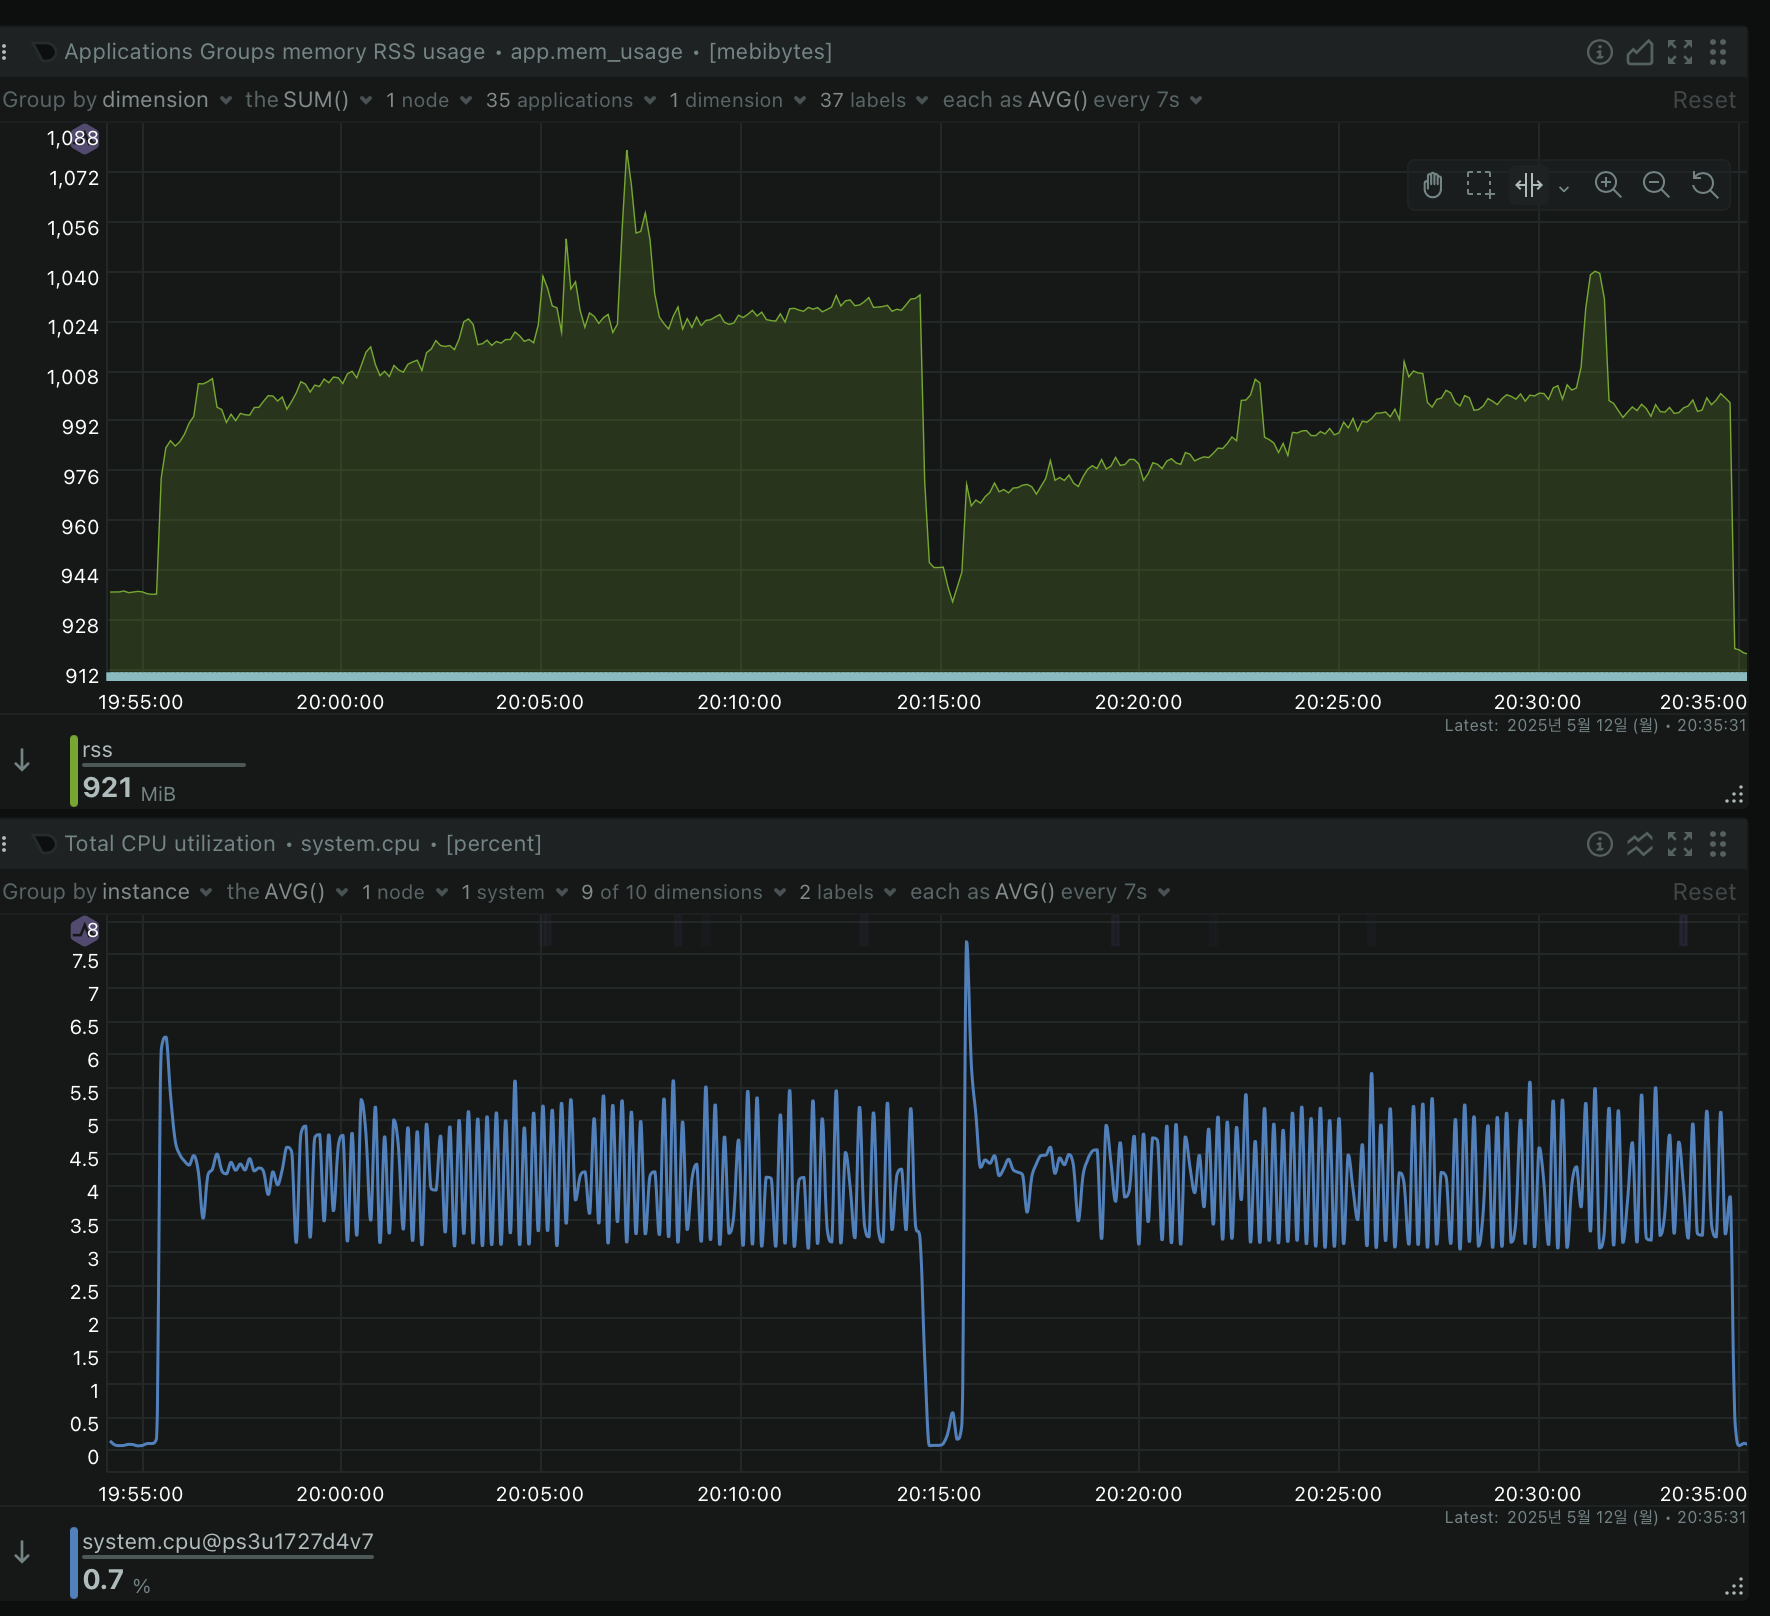 Applications Groups memory RSS usage • app.mem_usage • [mebibytes]
Group by dimension the SUM() 1 node 35 applications 1 dimension 37 labels each as AVG() every 7s Reset
1,088
1,072
1,056
1,040
1,024
1,008
992
976
960
944
928
912
19:55:00 20:00:00 20:05:00 20:10:00 20:15:00 20:20:00 20:25:00 20:30:00 20:35:00
Latest: 2025년 5월 12일 (월) • 20:35:31
rss
921 MiB
Total CPU utilization • system.cpu • [percent]
Group by instance the AVG() 1 node 1 system 9 of 10 dimensions 2 labels each as AVG() every 7s Reset
8
7.5
7
6.5
6
5.5
5
4.5
4
3.5
3
2.5
2
1.5
1
0.5
0
19:55:00 20:00:00 20:05:00 20:10:00 20:15:00 20:20:00 20:25:00 20:30:00 20:35:00
Latest: 2025년 5월 12일 (월) • 20:35:31
system.cpu@ps3u1727d4v7
0.7 %